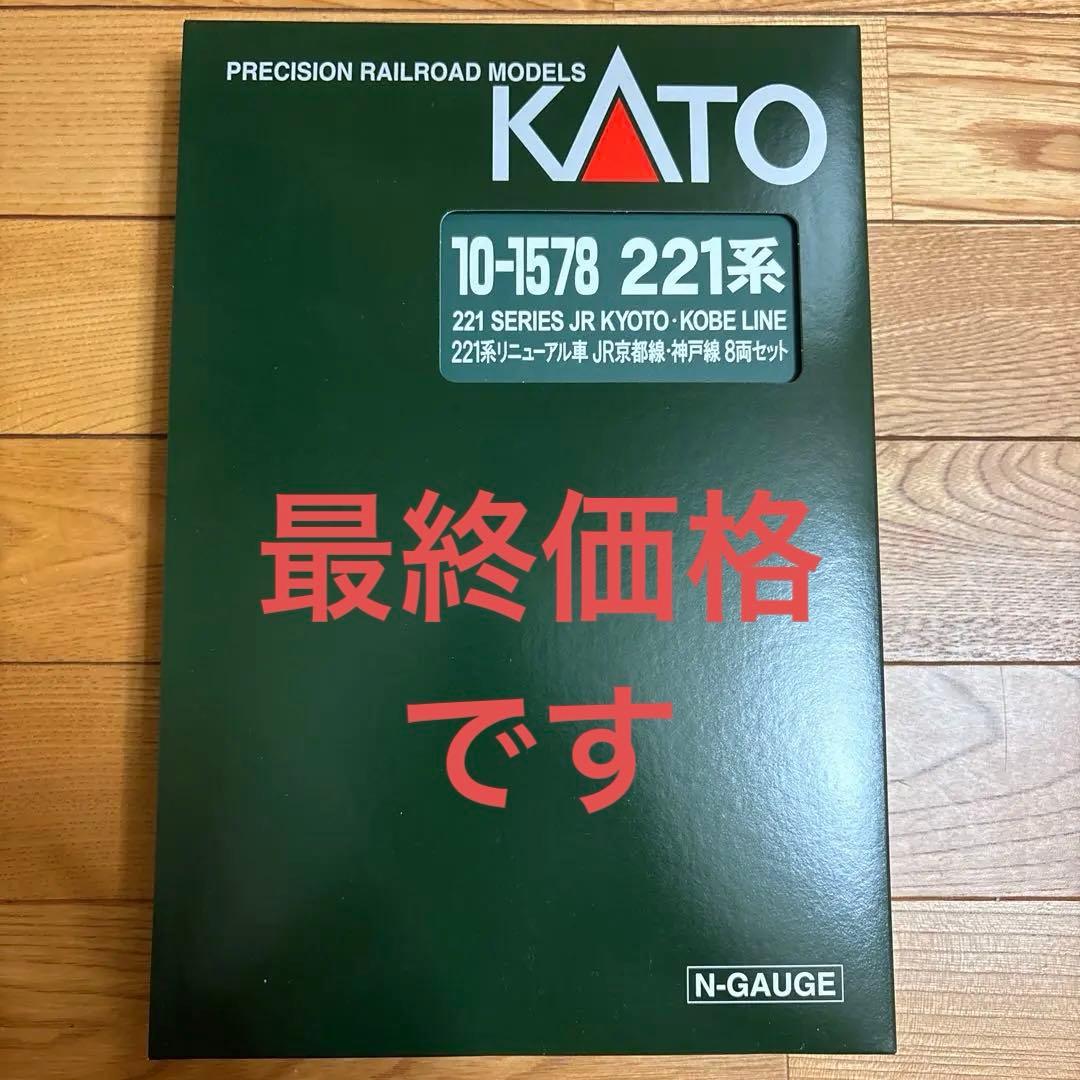 PRECISION RAILROAD MODELS
KATO
10-1578 221系
221 SERIES JR KYOTO・KOBE LINE
221系リニューアル車 JR京都線・神戸線 8両セット
最終価格
です
N-GAUGE